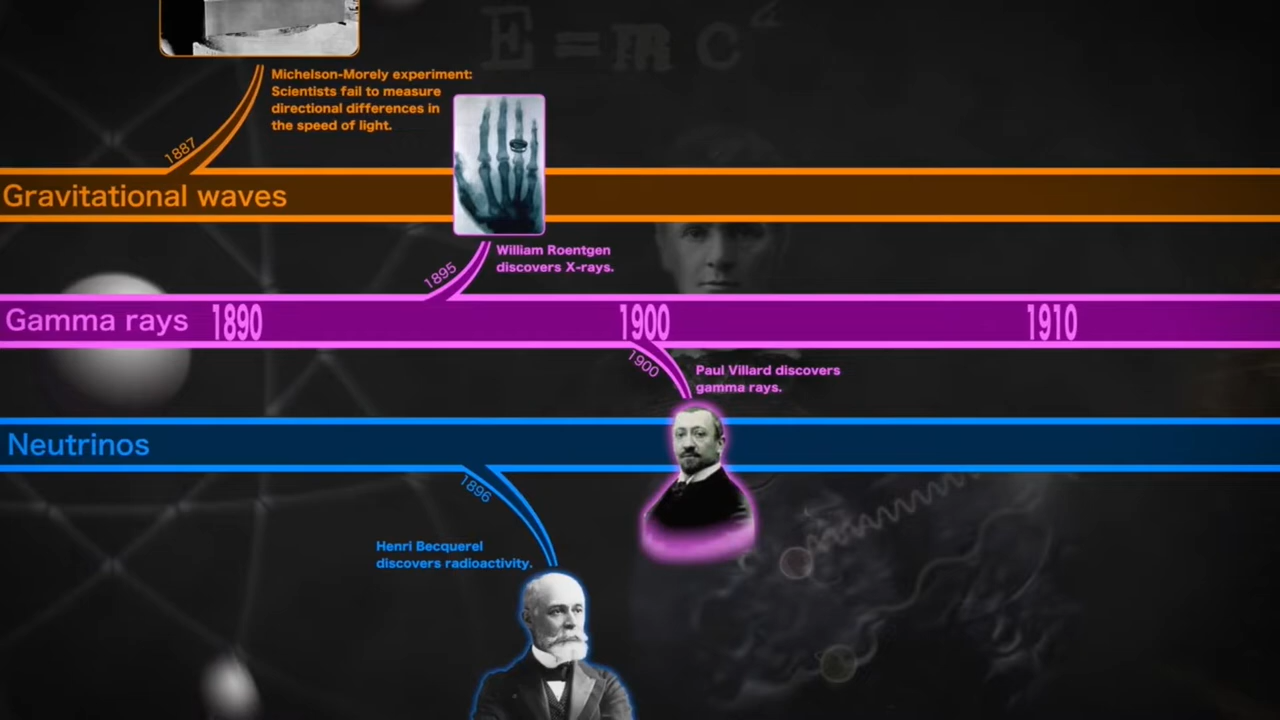 E=mc²
Michelson-Morely experiment:
Scientists fail to measure
directional differences in
the speed of light.
1887
Gravitational waves
William Roentgen
discovers X-rays.
1895
Gamma rays
1890
1900
1910
1900
Paul Villard discovers
gamma rays.
Neutrinos
1896
Henri Becquerel
discovers radioactivity.